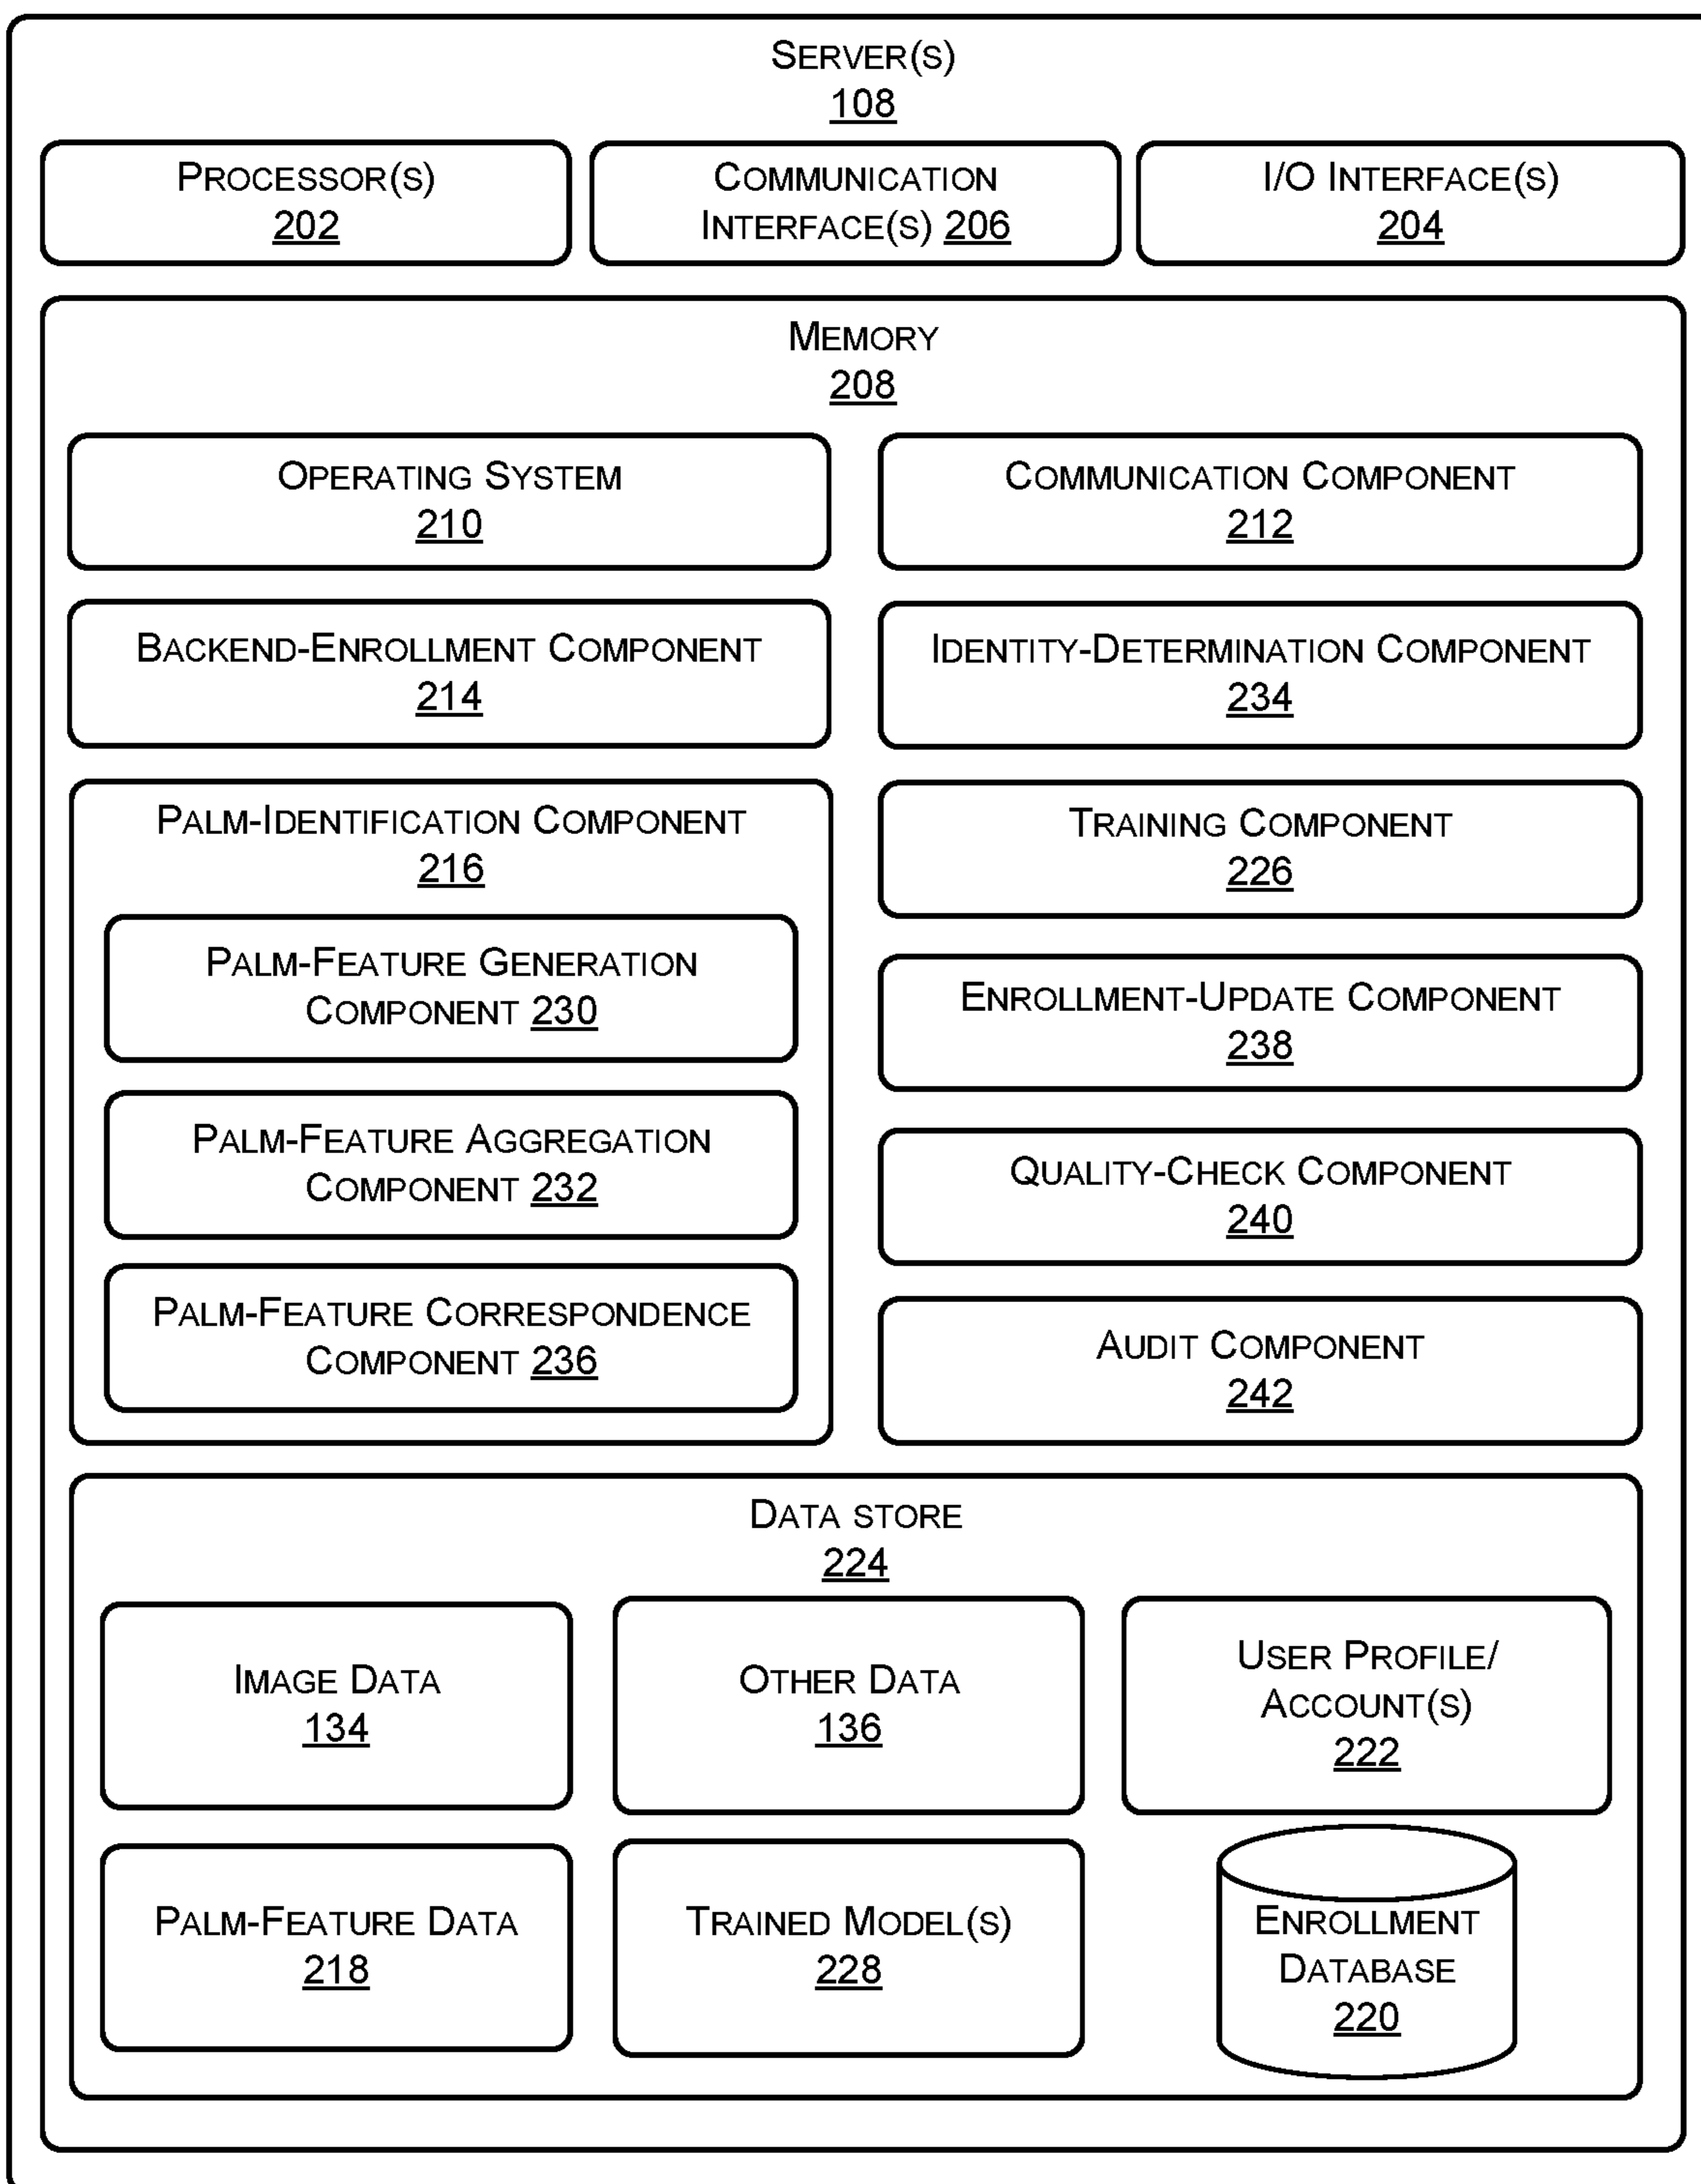 SERVER(S)
108
PROCESSOR(S)
202
COMMUNICATION
INTERFACE(S) 206
I/O INTERFACE(S)
204
MEMORY
208
OPERATING SYSTEM
210
COMMUNICATION COMPONENT
212
BACKEND-ENROLLMENT COMPONENT
214
IDENTITY-DETERMINATION COMPONENT
234
PALM-IDENTIFICATION COMPONENT
216
PALM-FEATURE GENERATION
COMPONENT 230
PALM-FEATURE AGGREGATION
COMPONENT 232
PALM-FEATURE CORRESPONDENCE
COMPONENT 236
TRAINING COMPONENT
226
ENROLLMENT-UPDATE COMPONENT
238
QUALITY-CHECK COMPONENT
240
AUDIT COMPONENT
242
DATA STORE
224
IMAGE DATA
134
OTHER DATA
136
USER PROFILE/
ACCOUNT(S)
222
PALM-FEATURE DATA
218
TRAINED MODEL(S)
228
ENROLLMENT
DATABASE
220